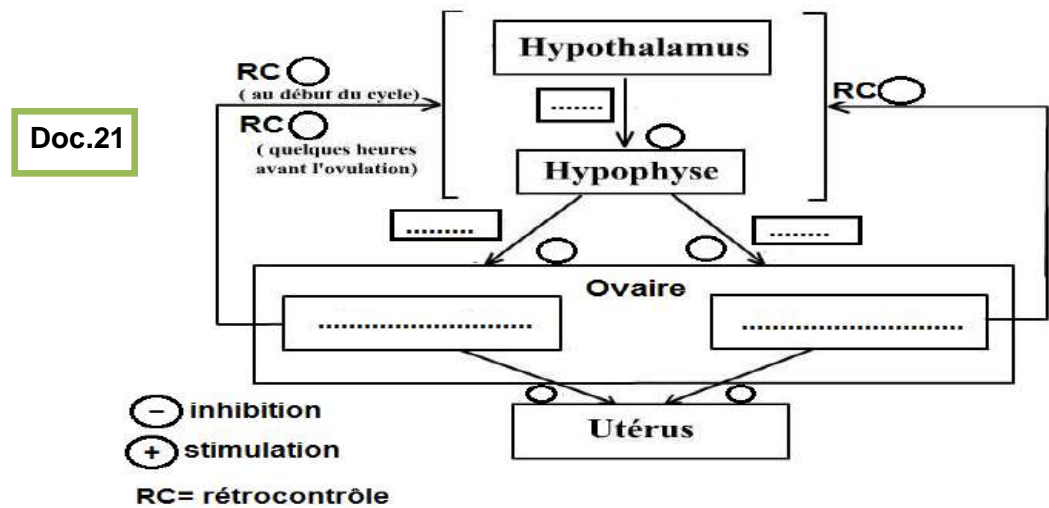 Hypothalamus
RC
( au début du cycle)
RC
.......
RC
Doc.21
( quelques heures
avant l'ovulation)
Hypophyse
.........
........
Ovaire
............................
.............................
− inhibition
Utérus
+ stimulation
RC= rétrocontrôle